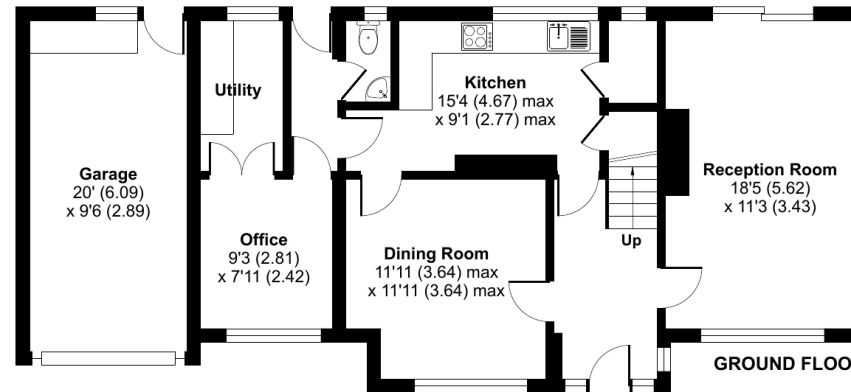 Garage
20' (6.09)
x 9'6 (2.89)
Utility
Office
9'3 (2.81)
x 7'11 (2.42)
Kitchen
15'4 (4.67) max
x 9'1 (2.77) max
Dining Room
11'11 (3.64) max
x 11'11 (3.64) max
Up
Reception Room
18'5 (5.62)
x 11'3 (3.43)
GROUND FLOO